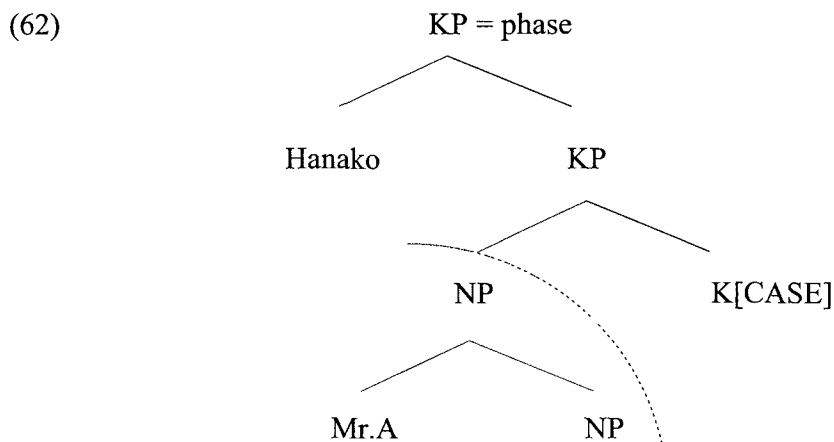 (62) KP = phase
Hanako KP
NP K[CASE]
Mr.A NP